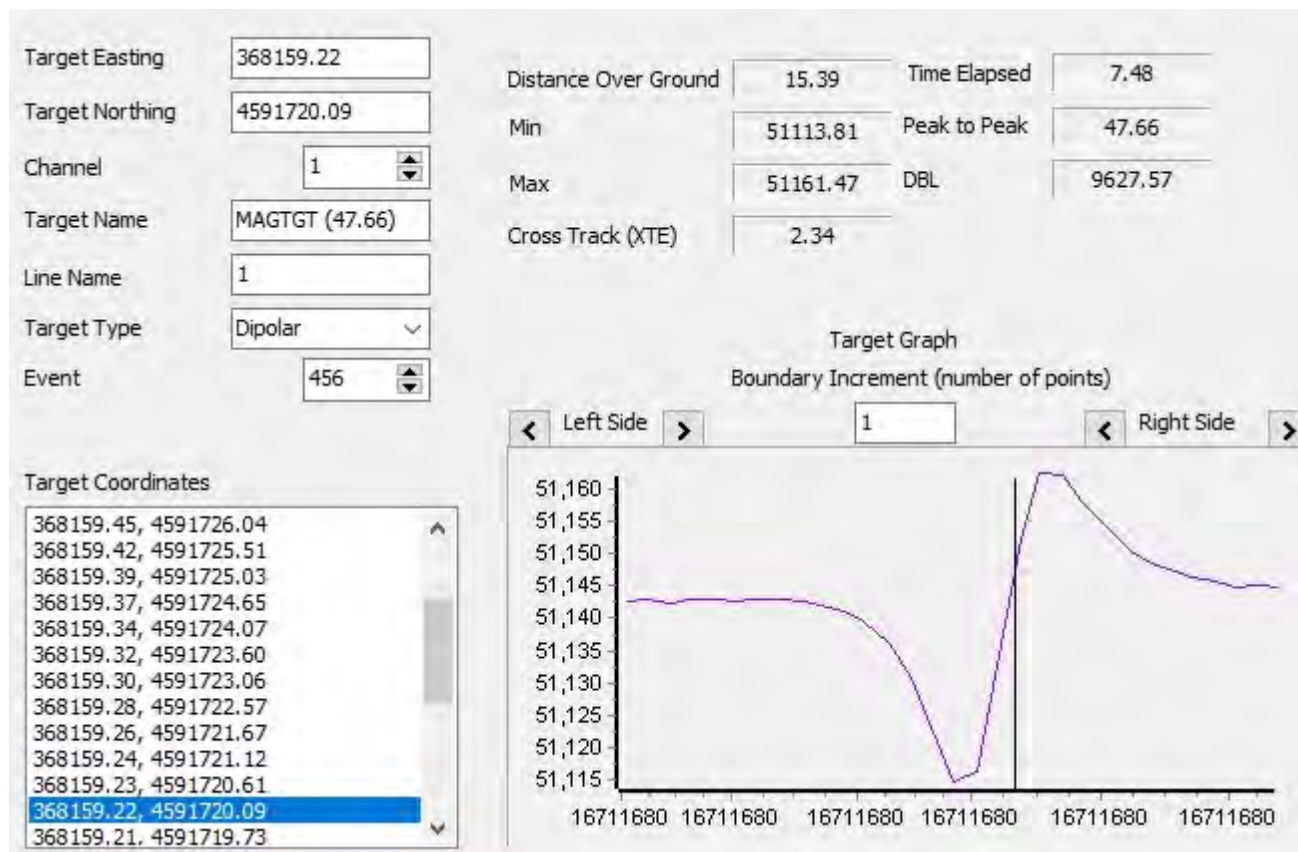 Target Easting 368159.22
Target Northing 4591720.09
Channel 1
Target Name MAGTGT (47.66)
Line Name 1
Target Type Dipolar
Event 456
Distance Over Ground 15.39 Time Elapsed 7.48
Min 51113.81 Peak to Peak 47.66
Max 51161.47 DBL 9627.57
Cross Track (XTE) 2.34
Target Coordinates
368159.45, 4591726.04
368159.42, 4591725.51
368159.39, 4591725.03
368159.37, 4591724.65
368159.34, 4591724.07
368159.32, 4591723.60
368159.30, 4591723.06
368159.28, 4591722.57
368159.26, 4591721.67
368159.24, 4591721.12
368159.23, 4591720.61
368159.22, 4591720.09
368159.21, 4591719.73
Target Graph
Boundary Increment (number of points)
Left Side 1 Right Side
51,160
51,155
51,150
51,145
51,140
51,135
51,130
51,125
51,120
51,115
16711680 16711680 16711680 16711680 16711680 16711680